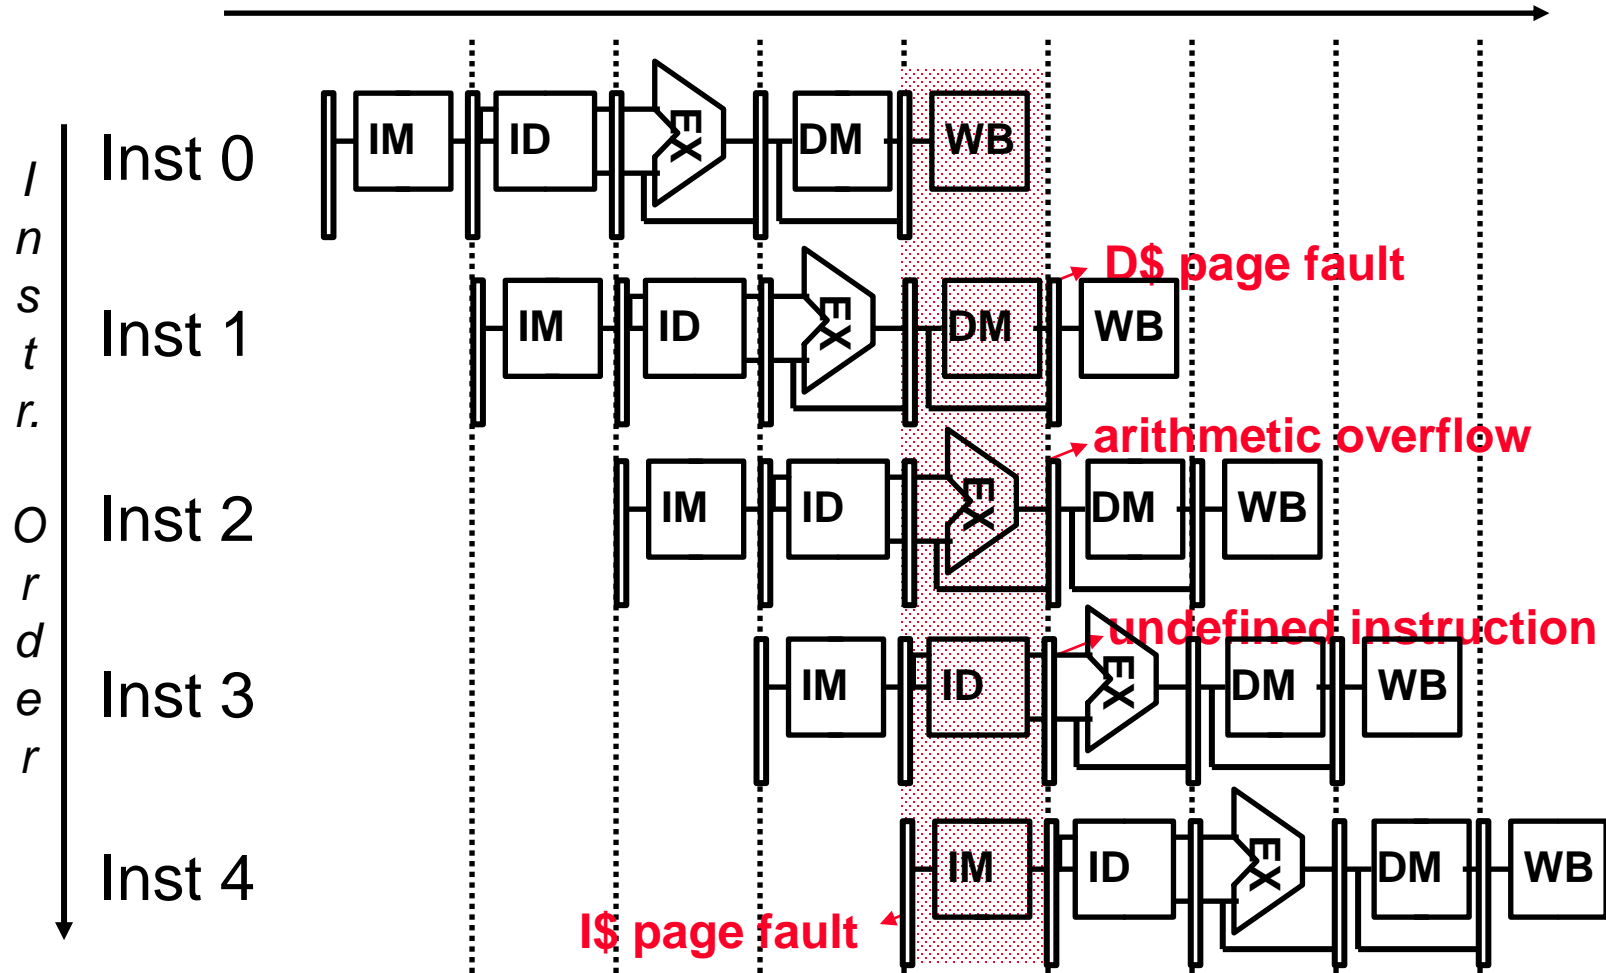 Instr. Order
Inst 0
IM ID EX DM WB
D$ page fault
Inst 1
IM ID EX DM WB
arithmetic overflow
Inst 2
IM ID EX DM WB
undefined instruction
Inst 3
IM ID EX DM WB
Inst 4
IM ID EX DM WB
I$ page fault